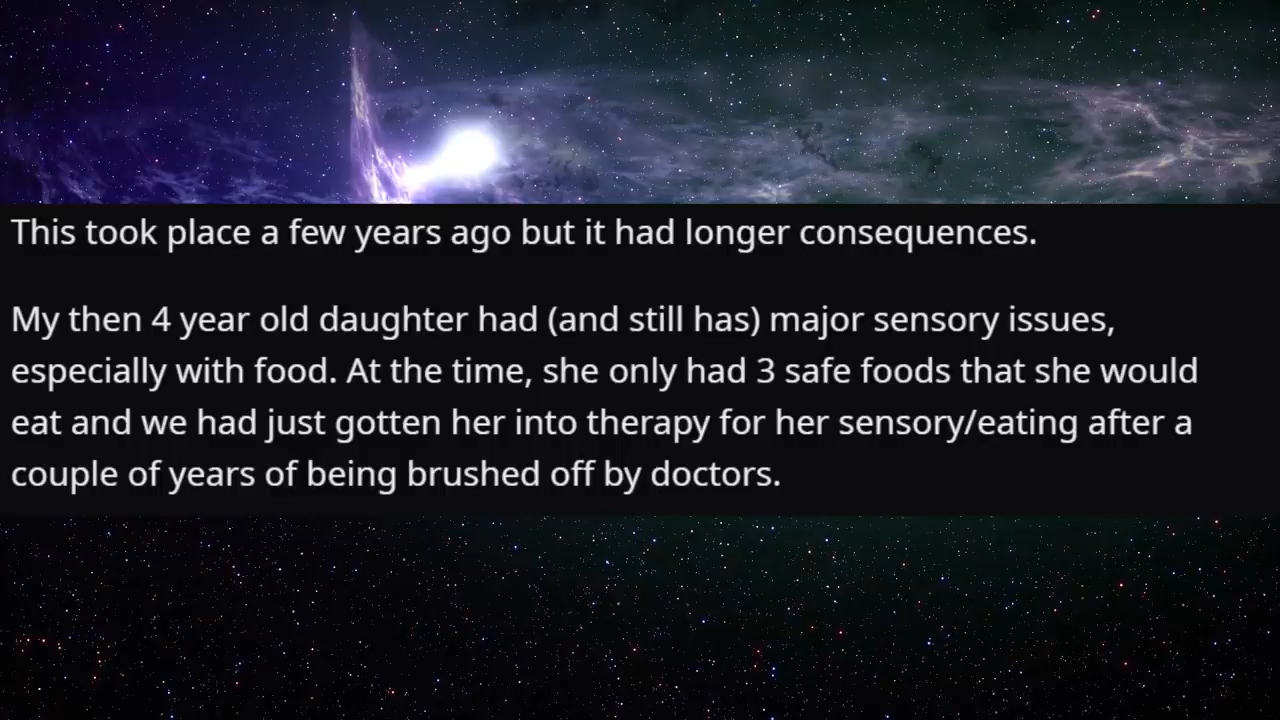 This took place a few years ago but it had longer consequences.
My then 4 year old daughter had (and still has) major sensory issues,
especially with food. At the time, she only had 3 safe foods that she would
eat and we had just gotten her into therapy for her sensory/eating after a
couple of years of being brushed off by doctors.